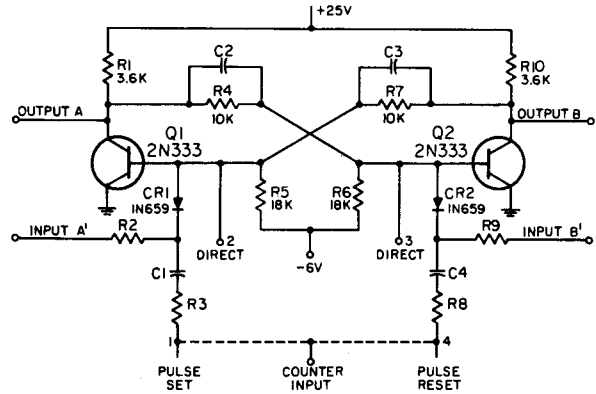 +25V
R1
3.6K
C2
C3
R10
3.6K
R4
10K
R7
10K
OUTPUT A
OUTPUT B
Q1
2N333
Q2
2N333
CR1
1N659
R5
18K
R6
18K
CR2
1N659
INPUT A'
R2
2
DIRECT
3
DIRECT
R9
INPUT B'
-6V
C1
C4
R3
R8
1
4
PULSE
SET
COUNTER
INPUT
PULSE
RESET